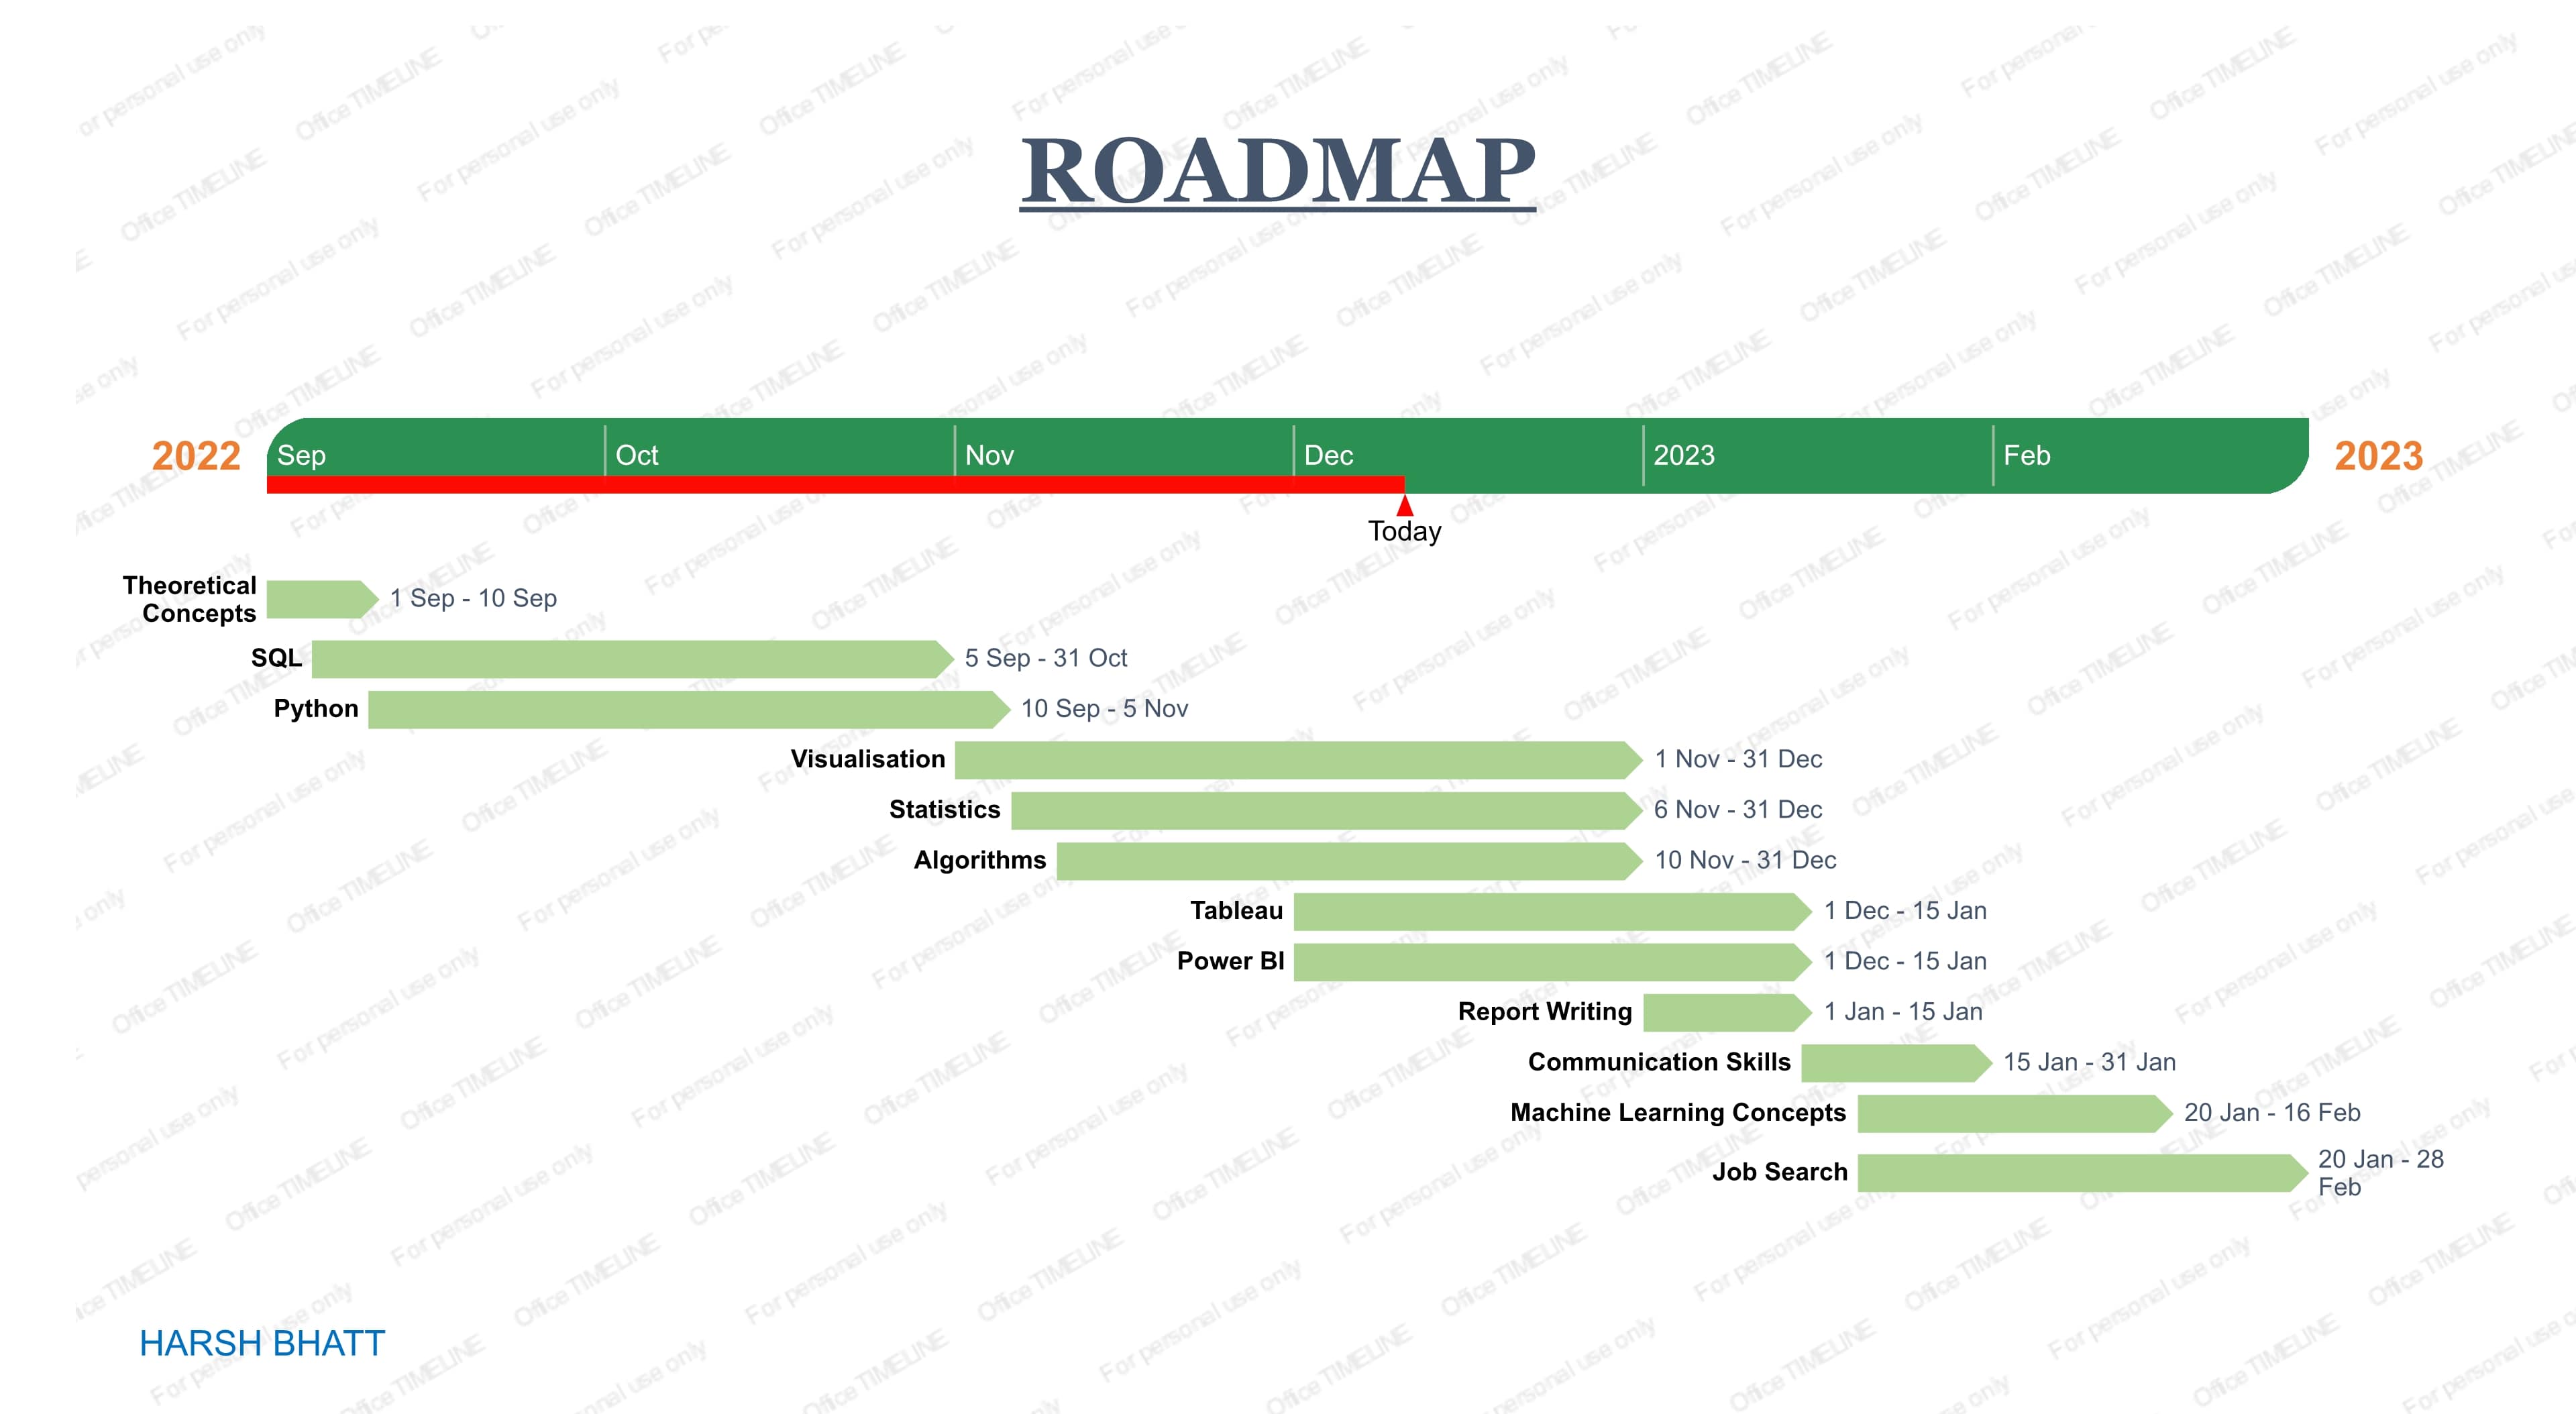 ROADMAP
2022
Sep
Oct
Nov
Dec
2023
Feb
2023
Today
Theoretical
Concepts
1 Sep - 10 Sep
SQL
5 Sep - 31 Oct
Python
10 Sep - 5 Nov
Visualisation
1 Nov - 31 Dec
Statistics
6 Nov - 31 Dec
Algorithms
10 Nov - 31 Dec
Tableau
1 Dec - 15 Jan
Power BI
1 Dec - 15 Jan
Report Writing
1 Jan - 15 Jan
Communication Skills
15 Jan - 31 Jan
Machine Learning Concepts
20 Jan - 16 Feb
Job Search
20 Jan - 28
Feb
HARSH BHATT
Office TIMELINE
For personal use only